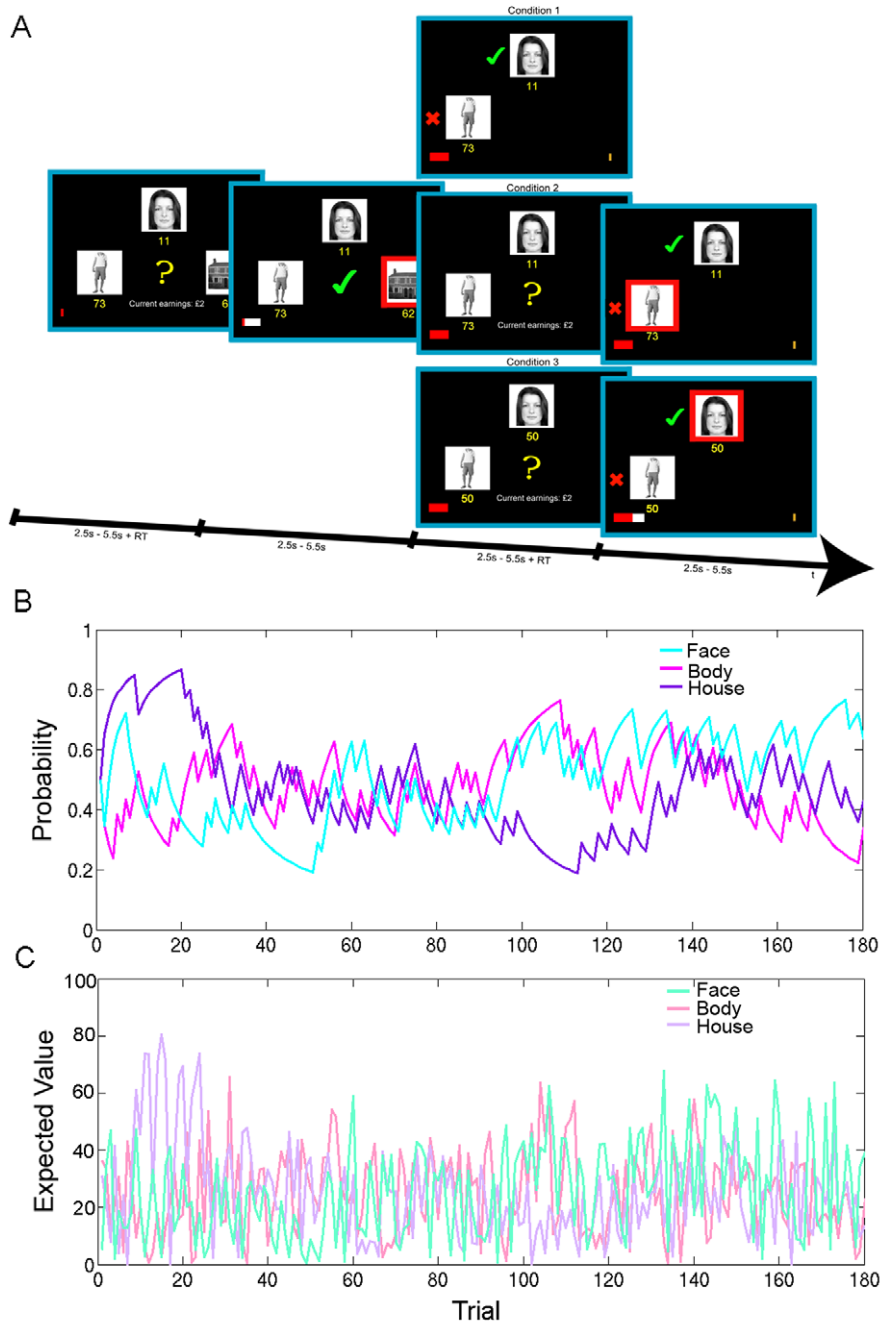 A
Condition 1
11
73
11
73
6
Current earnings: £2
11
73
62
Condition 2
11
?
73
Current earnings: £2
11
73
Condition 3
50
?
50
Current earnings: £2
50
50
2.5s - 5.5s + RT
2.5s - 5.5s
2.5s - 5.5s + RT
2.5s - 5.5s
t
B
Probability
1
0.8
0.6
0.4
0.2
0
Face
Body
House
0 20 40 60 80 100 120 140 160 180
C
Expected Value
100
80
60
40
20
0
Face
Body
House
0 20 40 60 80 100 120 140 160 180
Trial